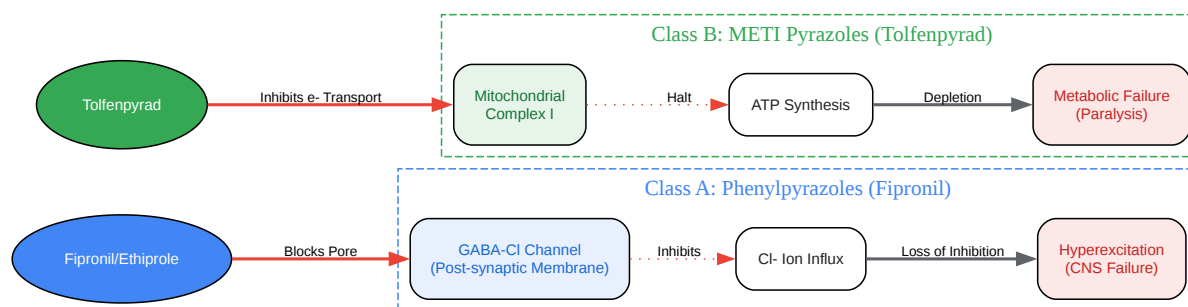 Class B: METI Pyrazoles (Tolfenpyrad)
Tolfenpyrad
Inhibits e- Transport
Mitochondrial
Complex I
Halt
ATP Synthesis
Depletion
Metabolic Failure
(Paralysis)
Class A: Phenylpyrazoles (Fipronil)
Fipronil/Ethiprole
Blocks Pore
GABA-Cl Channel
(Post-synaptic Membrane)
Inhibits
Cl- Ion Influx
Loss of Inhibition
Hyperexcitation
(CNS Failure)